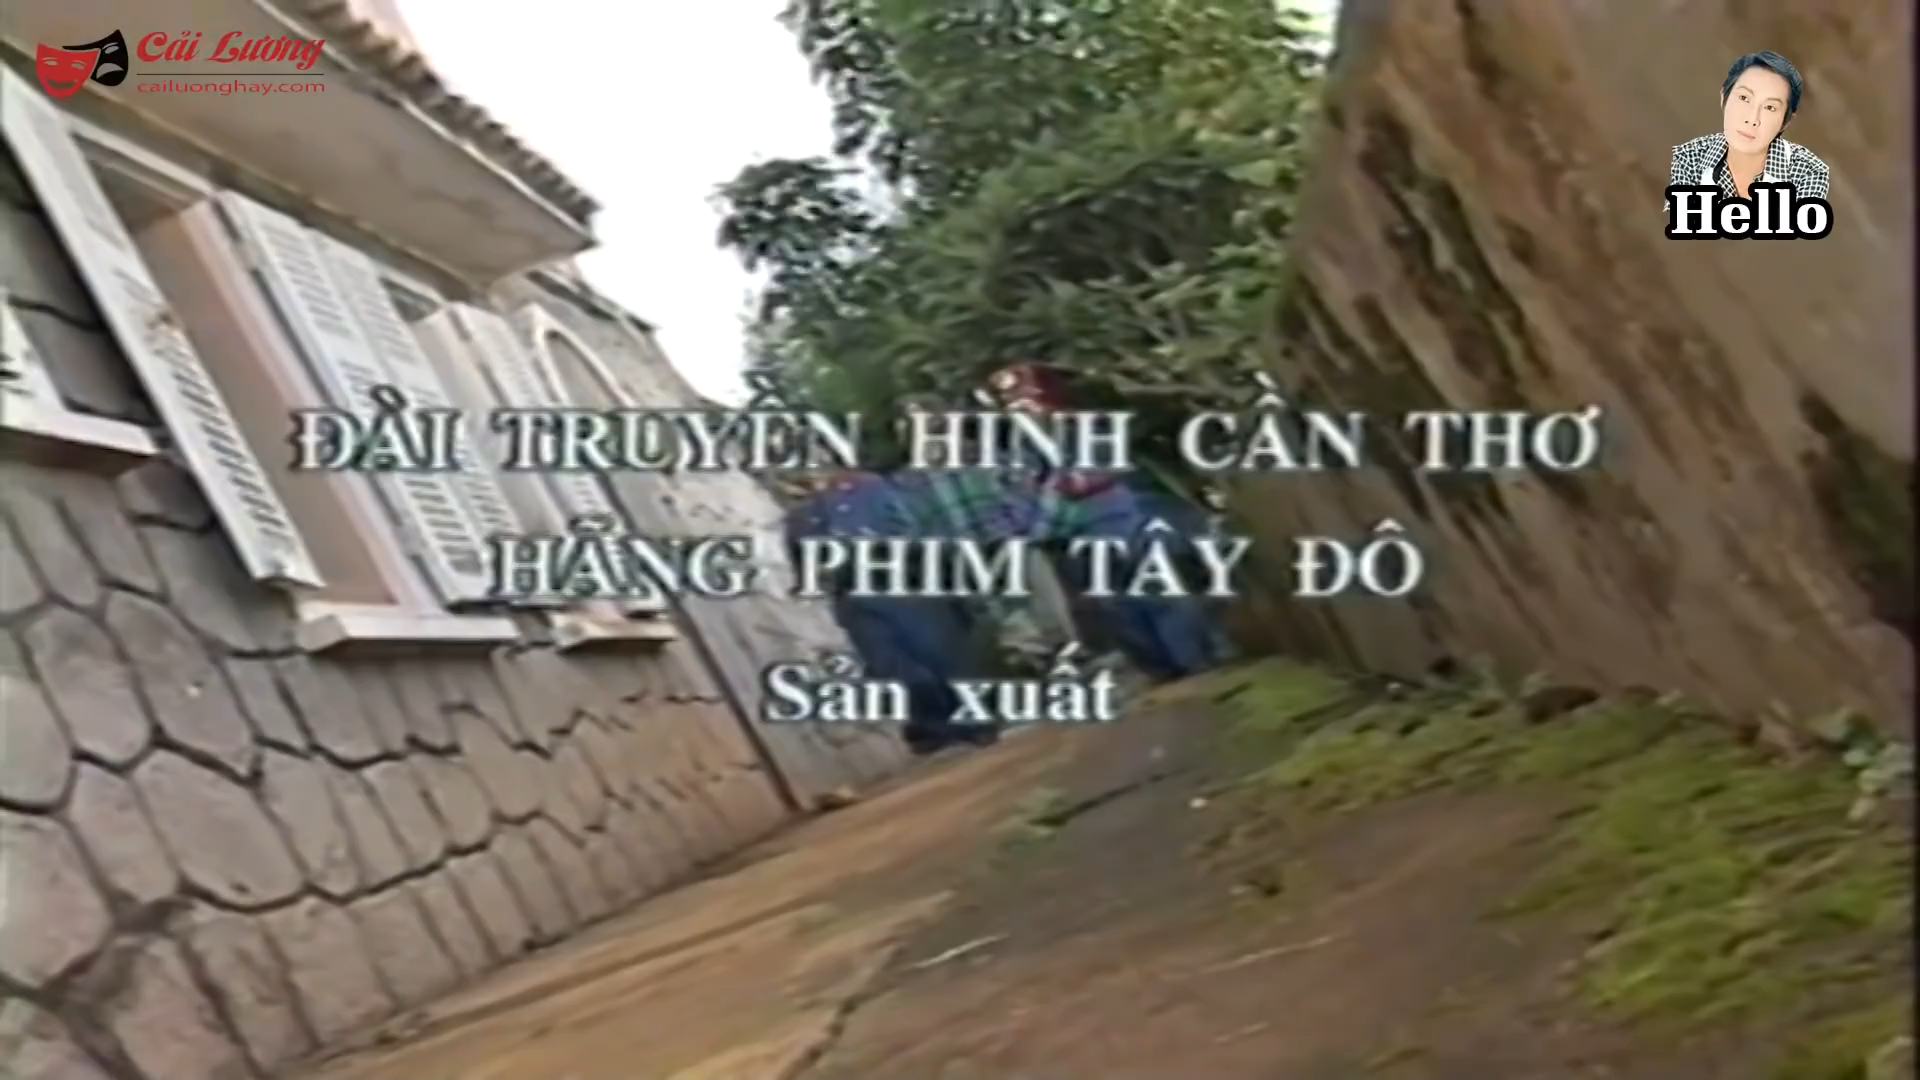 Cải Lương
cailuonghay.com
Hello
ĐÀI TRUYỀN HÌNH CẦN THƠ
HÃNG PHIM TÂY ĐÔ
Sản xuất